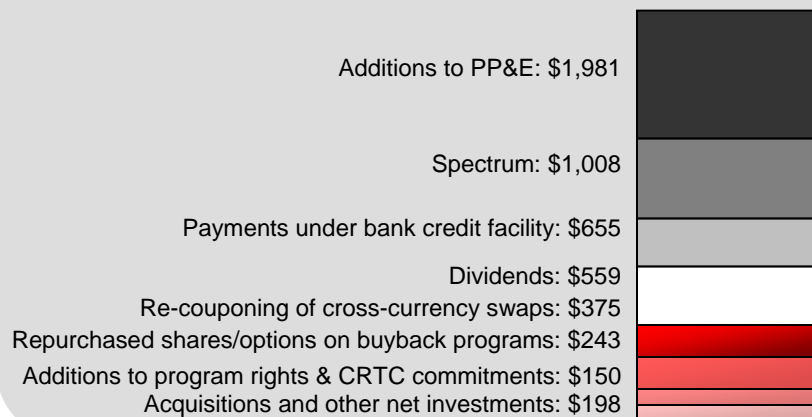 Additions to PP&E: $1,981
Spectrum: $1,008
Payments under bank credit facility: $655
Dividends: $559
Re-couponing of cross-currency swaps: $375
Repurchased shares/options on buyback programs: $243
Additions to program rights & CRTC commitments: $150
Acquisitions and other net investments: $198